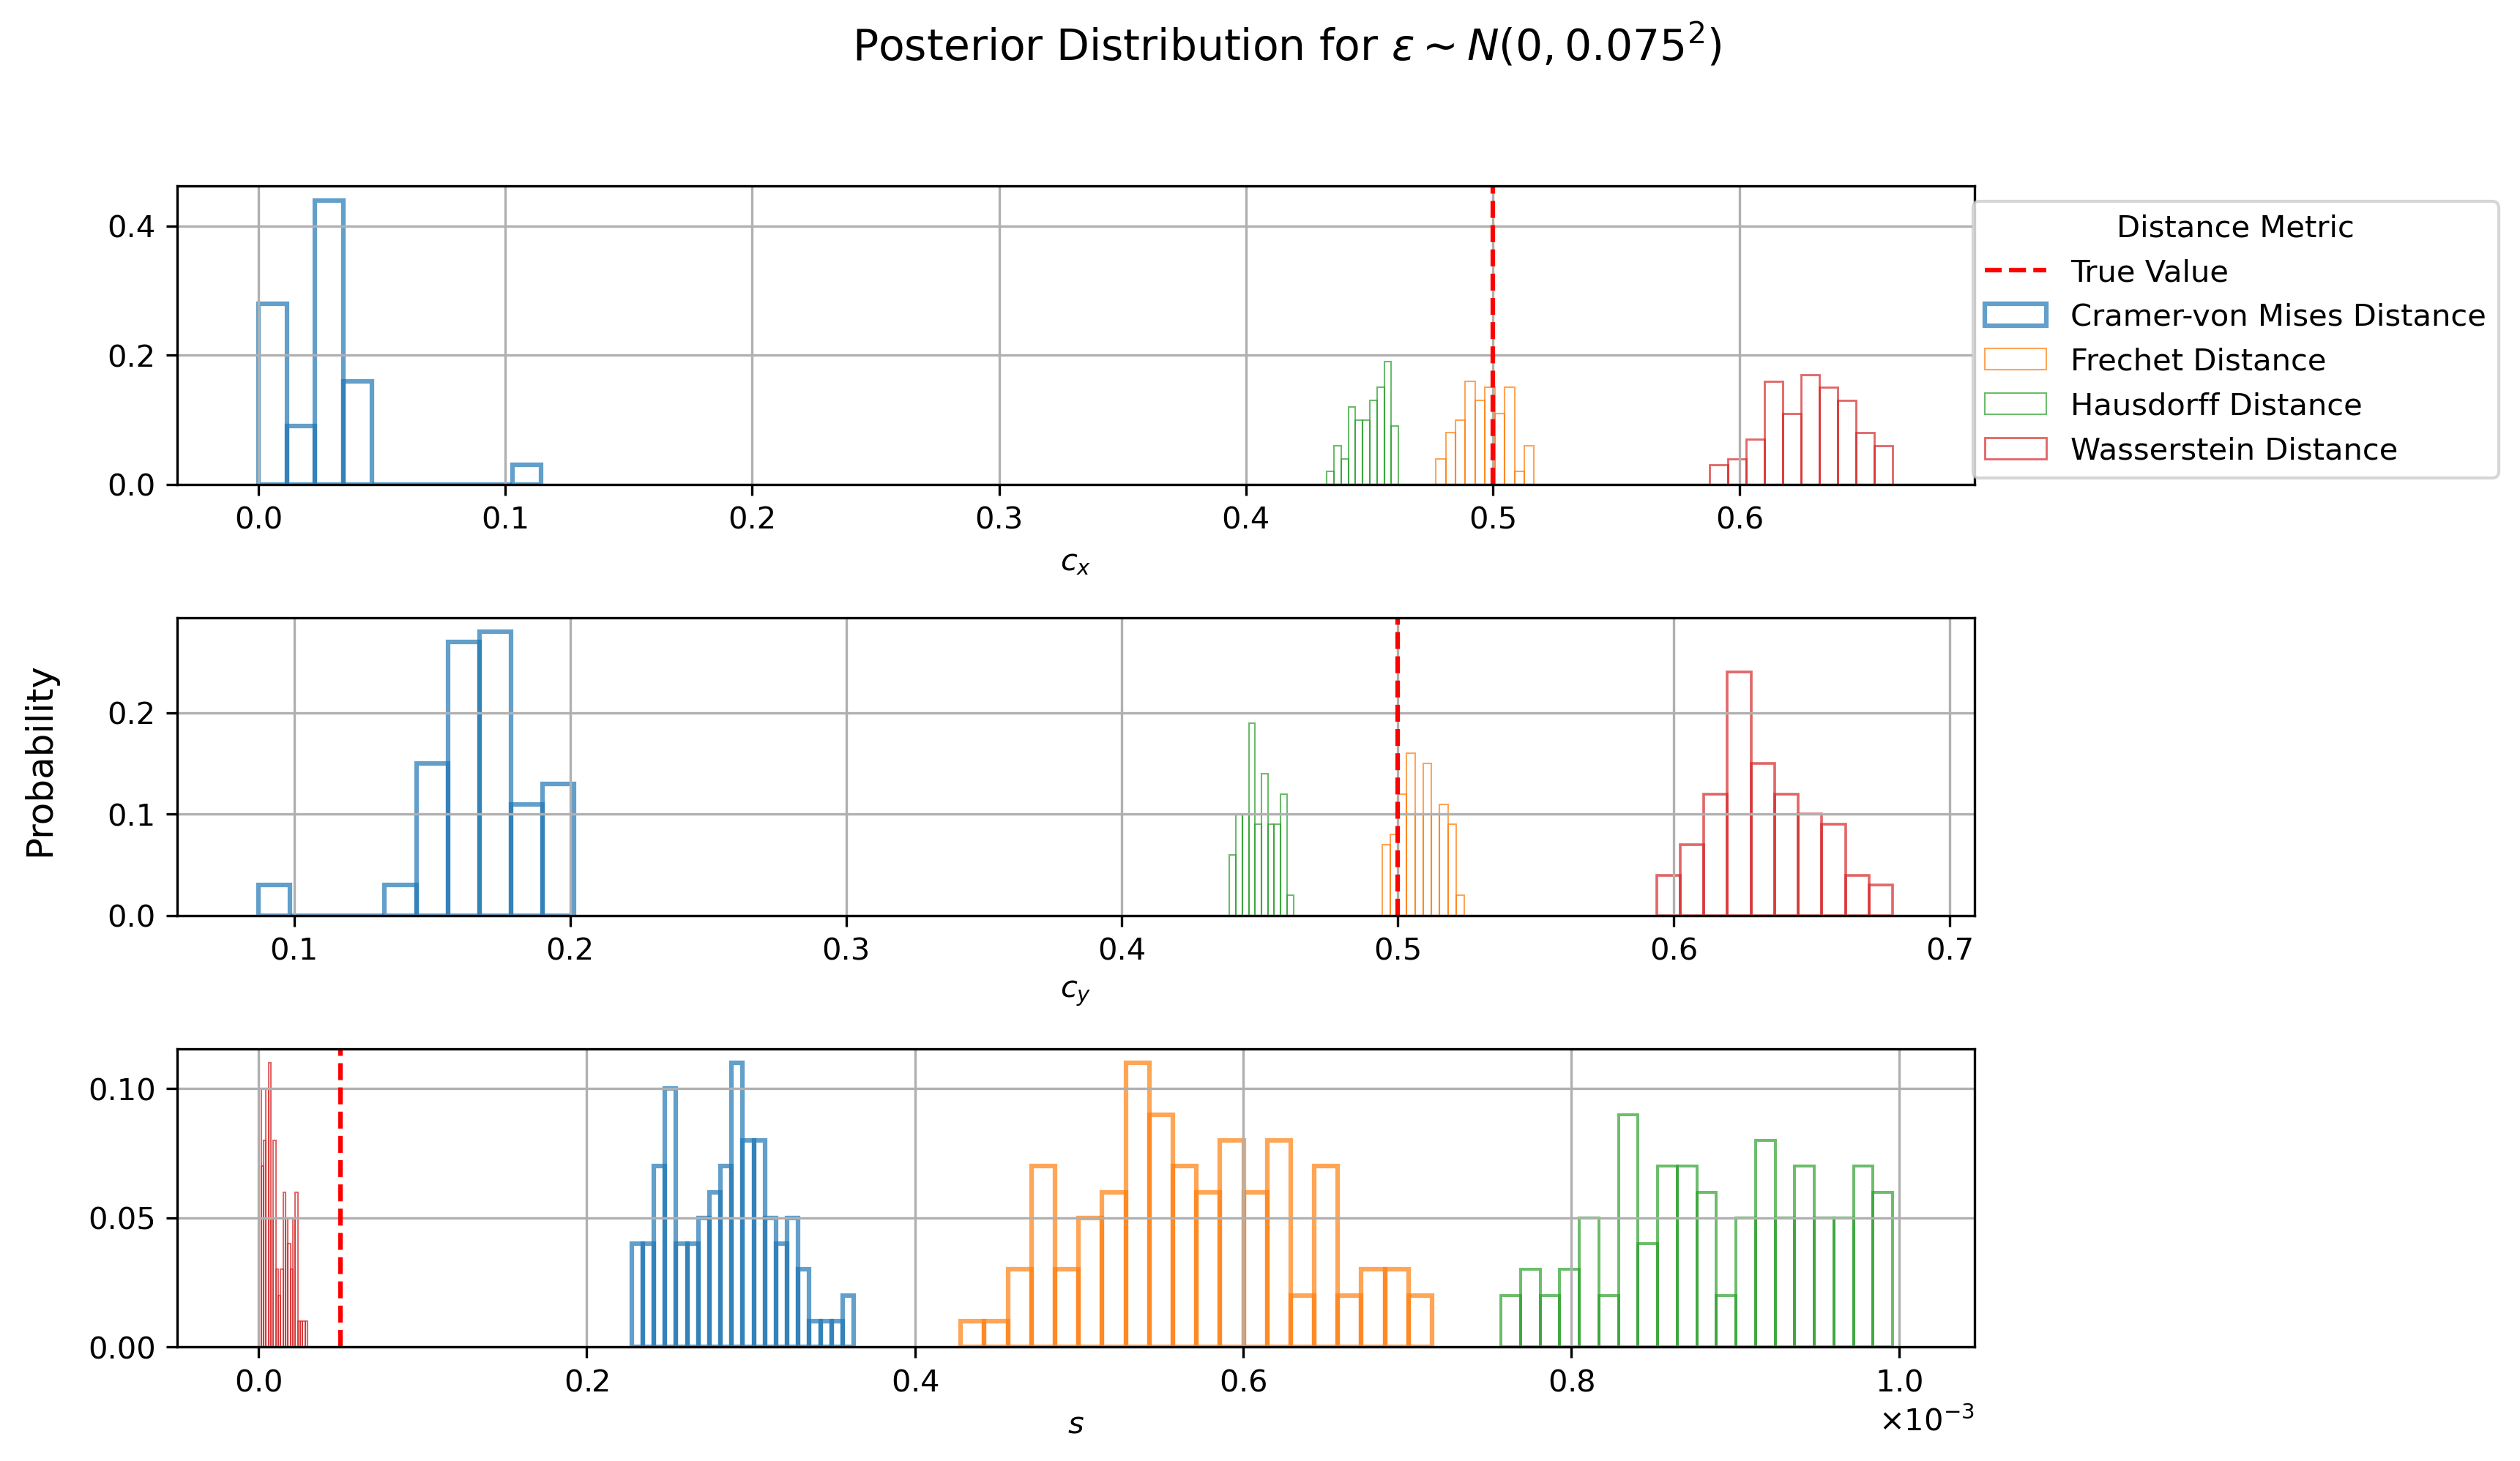 Posterior Distribution for ε ∼ N(0, 0.075²)
0.4
0.2
0.0
0.0 0.1 0.2 0.3 0.4 0.5 0.6
cₓ
Distance Metric
True Value
Cramer-von Mises Distance
Frechet Distance
Hausdorff Distance
Wasserstein Distance
Probability
0.2
0.1
0.0
0.1 0.2 0.3 0.4 0.5 0.6 0.7
c_y
0.10
0.05
0.00
0.0 0.2 0.4 0.6 0.8 1.0
s
×10⁻³